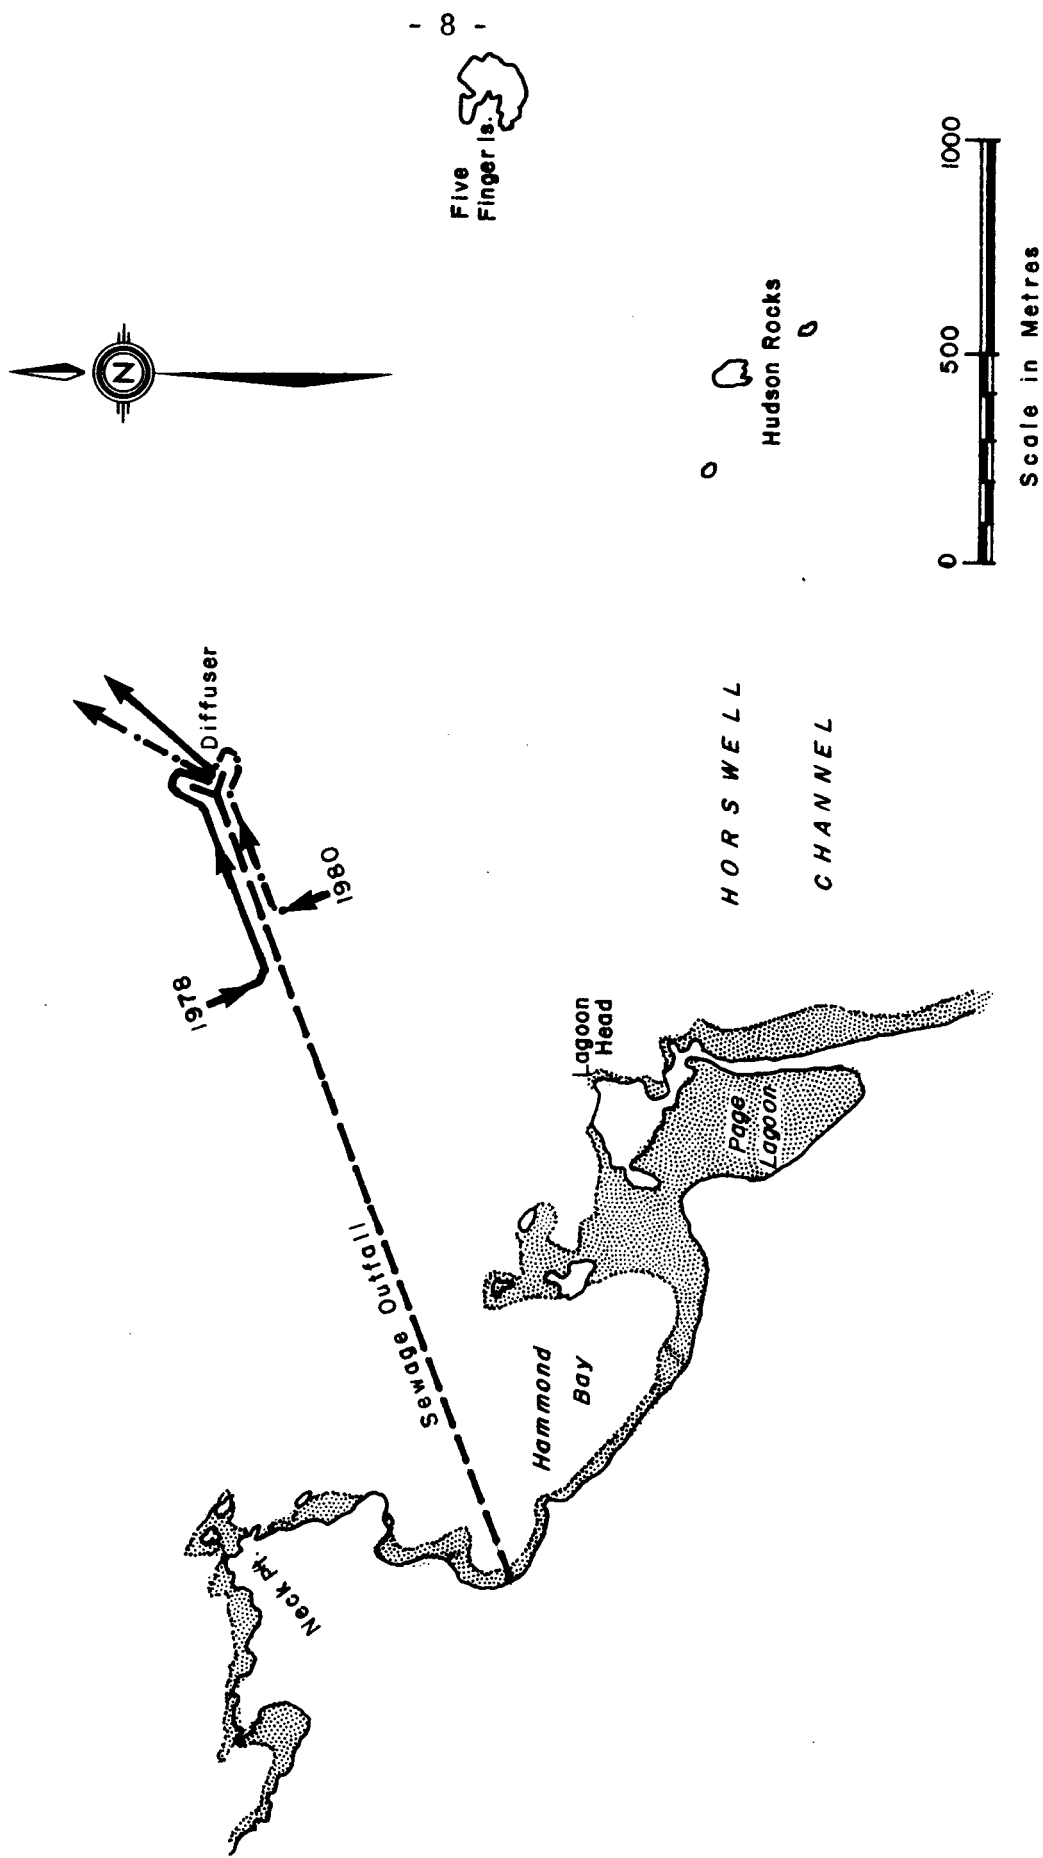 - 8 -
N
Five
Finger Is.
Diffuser
1978
1980
Sewage Outfall
Neck Pt.
Hammond
Bay
Lagoon
Head
Page
Lagoon
HORSWELL
CHANNEL
Hudson Rocks
0 500 1000
Scale in Metres